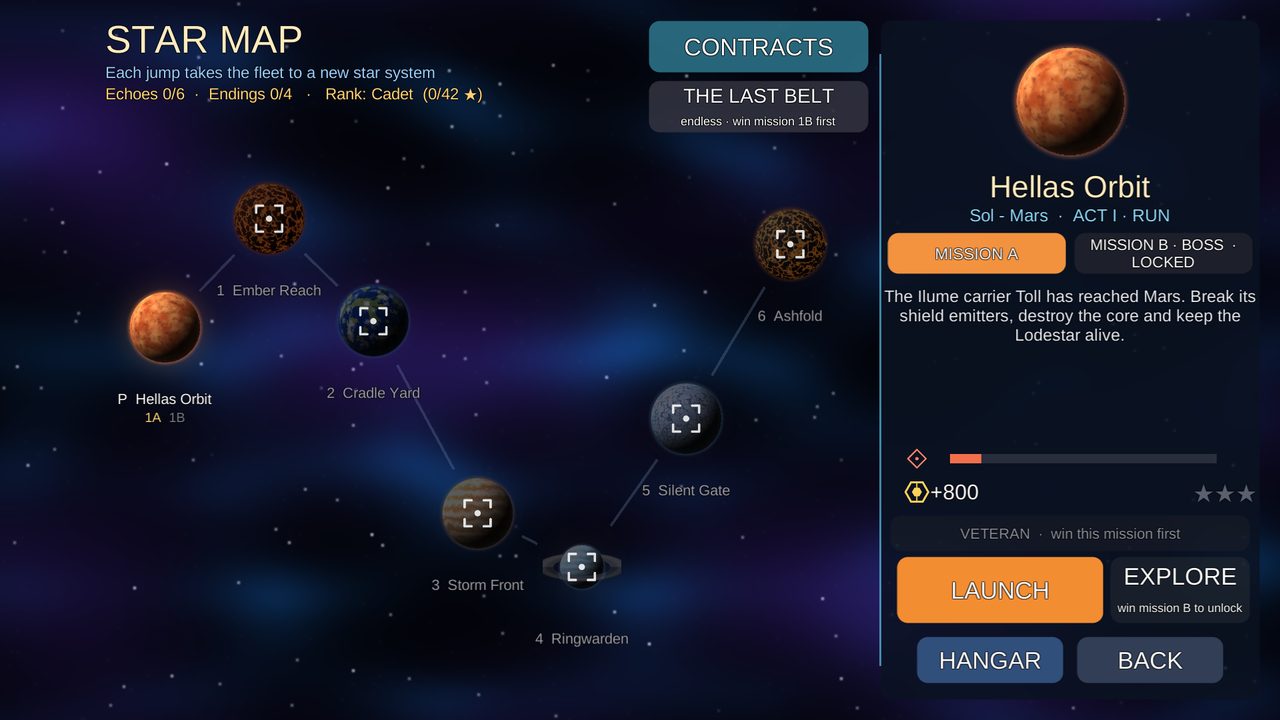 STAR MAP
Each jump takes the fleet to a new star system
Echoes 0/6 · Endings 0/4 · Rank: Cadet (0/42 ★)
CONTRACTS
THE LAST BELT
endless · win mission 1B first
1 Ember Reach
P Hellas Orbit
1A 1B
2 Cradle Yard
3 Storm Front
4 Ringwarden
5 Silent Gate
6 Ashfold
Hellas Orbit
Sol - Mars · ACT I · RUN
MISSION A
MISSION B · BOSS ·
LOCKED
The Ilume carrier Toll has reached Mars. Break its
shield emitters, destroy the core and keep the
Lodestar alive.
+800
★★★
VETERAN · win this mission first
LAUNCH
EXPLORE
win mission B to unlock
HANGAR
BACK